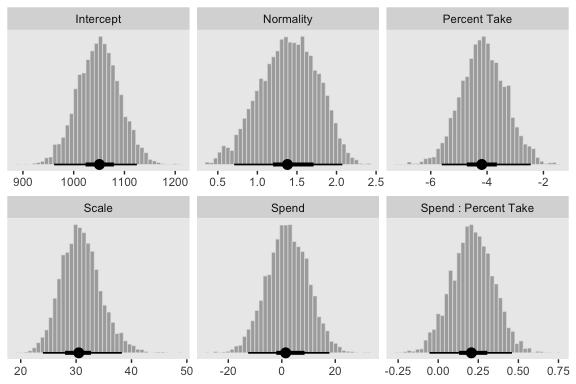 Intercept
Normality
Percent Take
900 1000 1100 1200
0.5 1.0 1.5 2.0 2.5
-6 -4 -2
Scale
Spend
Spend : Percent Take
20 30 40 50
-20 0 20
-0.25 0.00 0.25 0.50 0.75